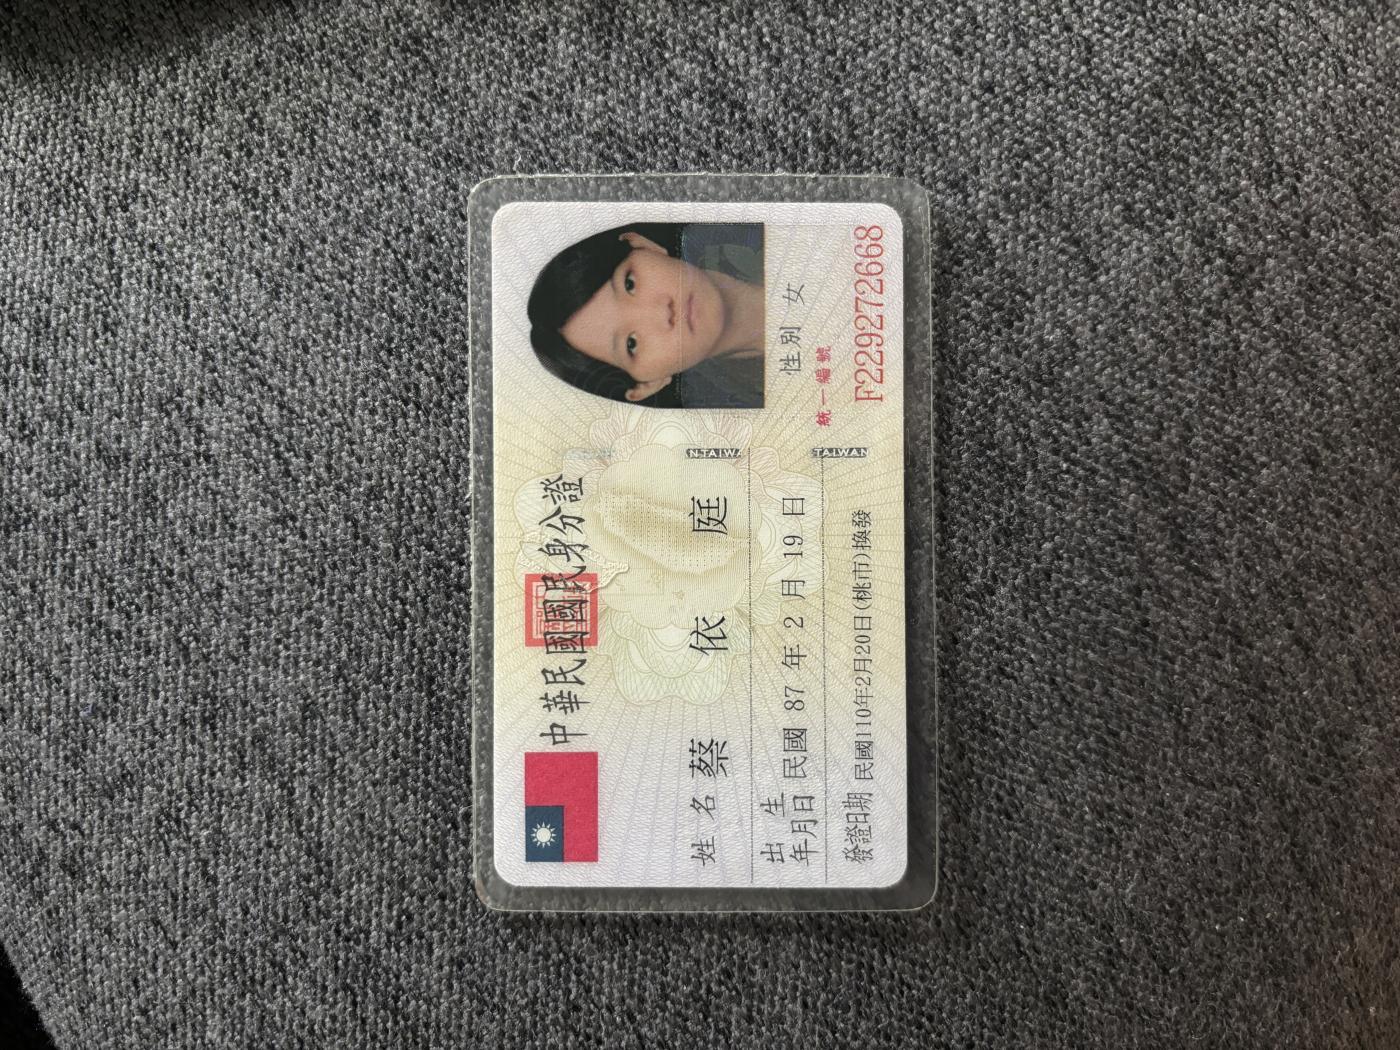 中華民國國民身分證
姓名 蔡依庭
出生年月日 民國 87 年 2 月 19 日
性別 女
發證日期 民國110年2月20日(桃市)換發
統一編號
F229272668
NTAIWA
TAIWAN